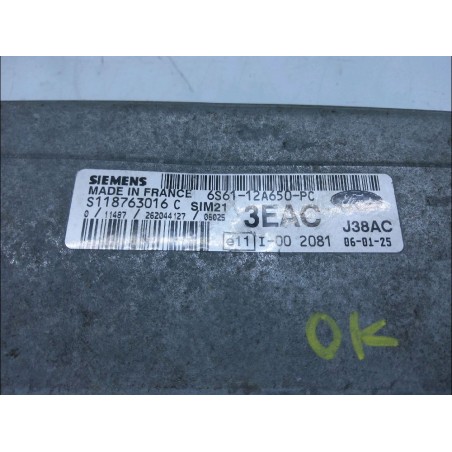 SIEMENS
MADE IN FRANCE 6S61-12A650-PC
S118763016 C SIM21
0 / 11487 / 262044127 / 06025
3EAC J38AC
e11 I-00 2081 06-01-25
OK